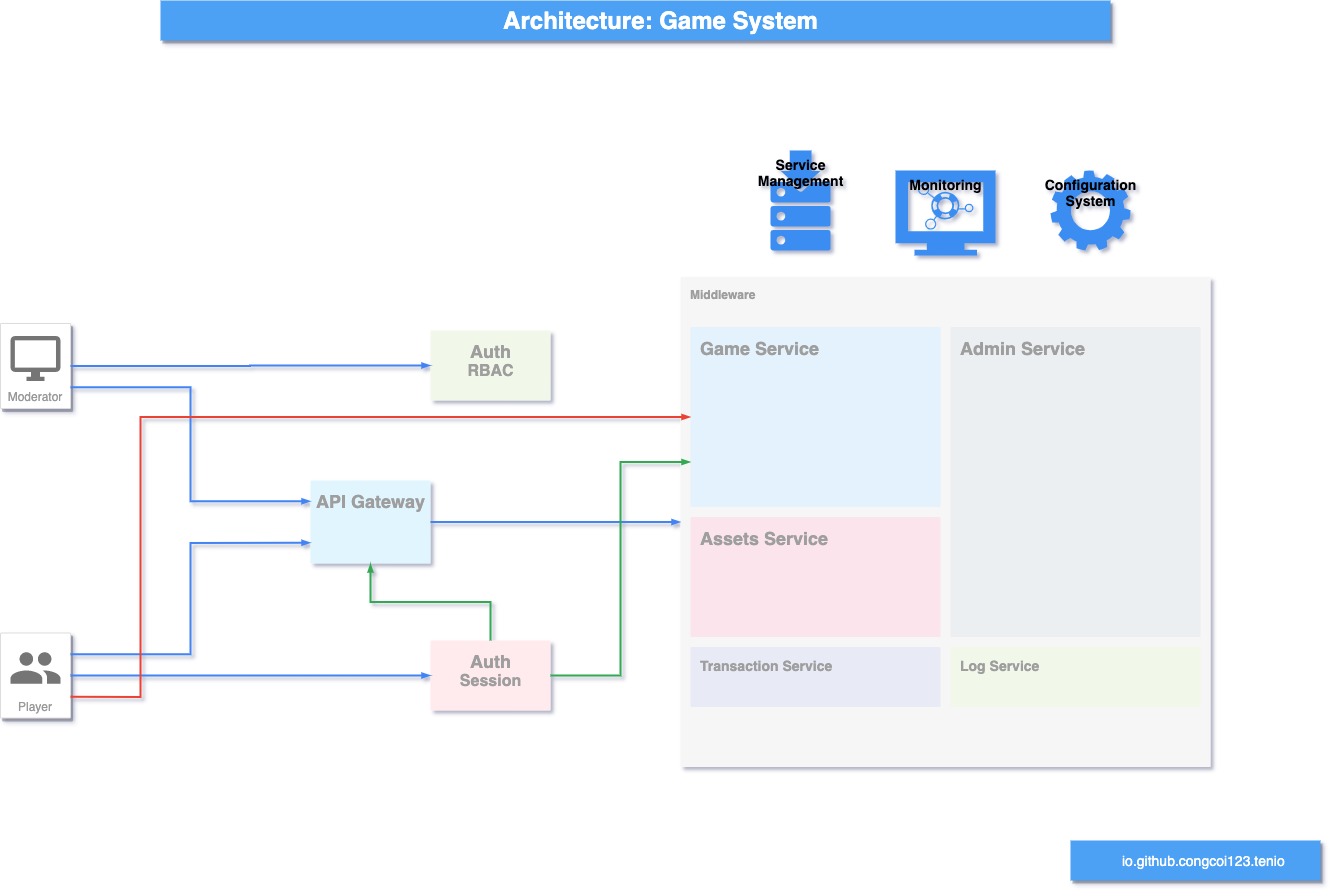 Architecture: Game System
Service
Management
Monitoring
Configuration
System
Middleware
Moderator
Auth
RBAC
Game Service
Admin Service
API Gateway
Assets Service
Player
Auth
Session
Transaction Service
Log Service
io.github.congcoi123.tenio